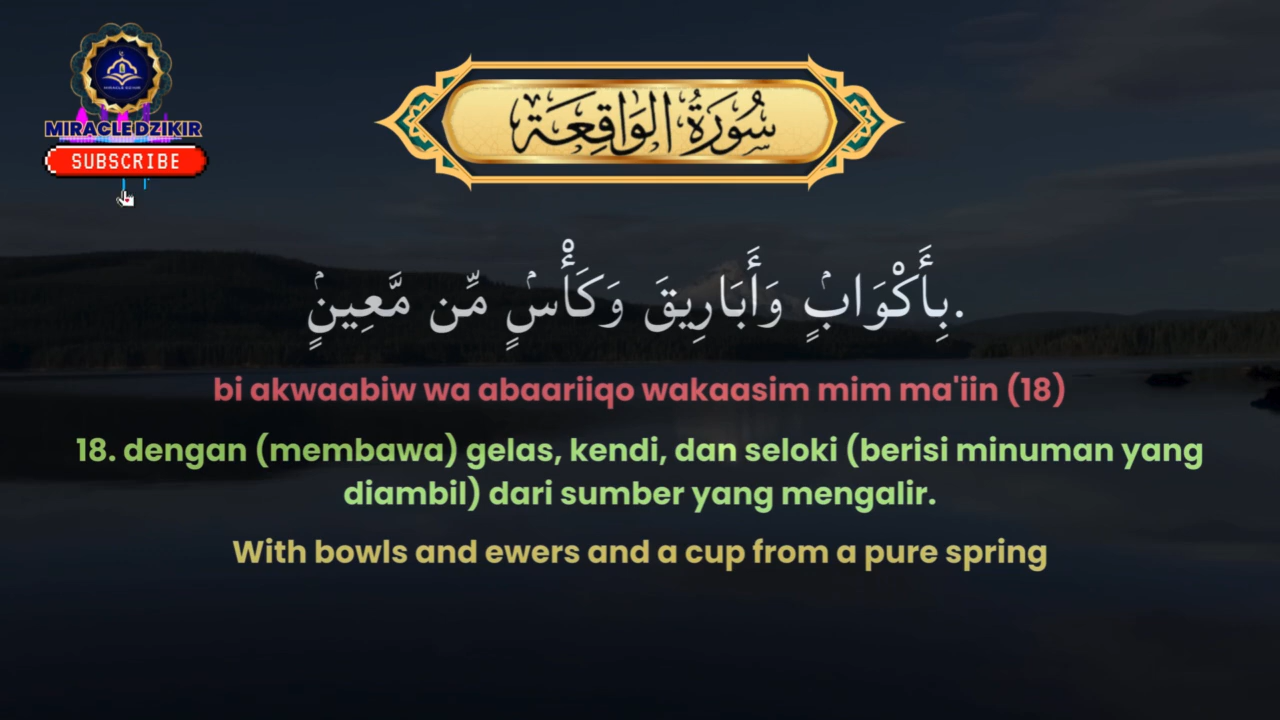 MIRACLE DZIKIR
SUBSCRIBE
سُورَةُ الوَاقِعَة
بِأَكْوَابٍۢ وَأَبَارِيقَ وَكَأْسٍۢ مِّن مَّعِينٍۢ.
bi akwaabiw wa abaariiqo wakaasim mim ma'iin (18)
18. dengan (membawa) gelas, kendi, dan seloki (berisi minuman yang
diambil) dari sumber yang mengalir.
With bowls and ewers and a cup from a pure spring